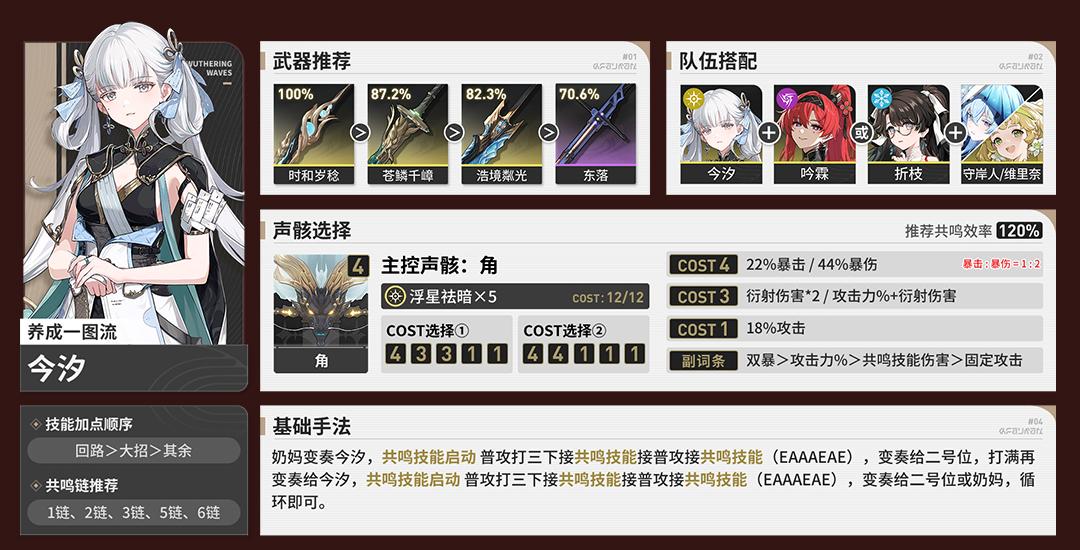 WUTHERING
WAVES
养成一图流
今汐
技能加点顺序
回路＞大招＞其余
共鸣链推荐
1链、2链、3链、5链、6链
武器推荐
#01
100%
87.2%
82.3%
70.6%
时和岁稔
苍鳞千嶂
浩境粼光
东落
队伍搭配
#02
今汐
吟霖
或
折枝
守岸人/维里奈
声骸选择
推荐共鸣效率 120%
4
角
主控声骸：角
浮星祛暗×5
COST: 12/12
COST选择①
4 3 3 1 1
COST选择②
4 4 1 1 1
COST 4 22%暴击 / 44%暴伤
暴击 : 暴伤 = 1 : 2
COST 3 衍射伤害*2 / 攻击力%+衍射伤害
COST 1 18%攻击
副词条 双暴＞攻击力%＞共鸣技能伤害＞固定攻击
基础手法
#04
奶妈变奏今汐，共鸣技能启动 普攻打三下接共鸣技能接普攻接共鸣技能（EAAAEAE），变奏给二号位，打满再
变奏给今汐，共鸣技能启动 普攻打三下接共鸣技能接普攻接共鸣技能（EAAAEAE），变奏给二号位或奶妈，循
环即可。